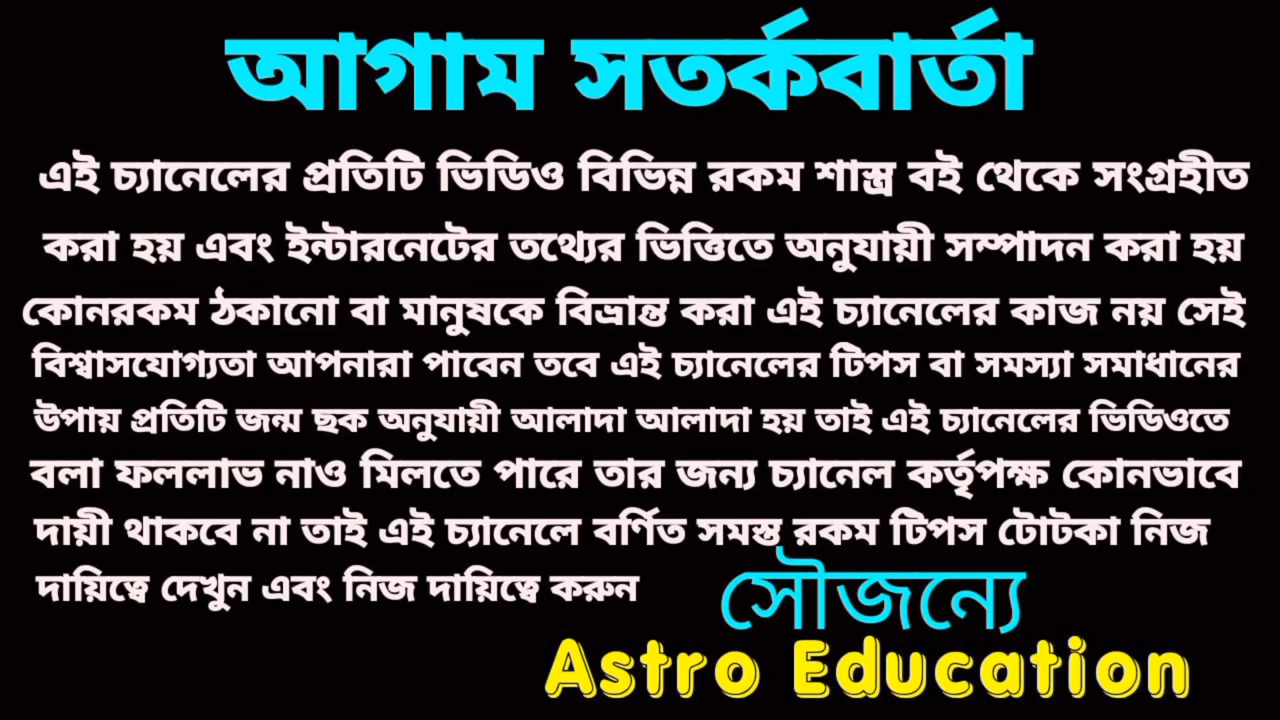 আগাম সতর্কবার্তা
এই চ্যানেলের প্রতিটি ভিডিও বিভিন্ন রকম শাস্ত্র বই থেকে সংগ্রহীত
করা হয় এবং ইন্টারনেটের তথ্যের ভিত্তিতে অনুযায়ী সম্পাদন করা হয়
কোনরকম ঠকানো বা মানুষকে বিভ্রান্ত করা এই চ্যানেলের কাজ নয় সেই
বিশ্বাসযোগ্যতা আপনারা পাবেন তবে এই চ্যানেলের টিপস বা সমস্যা সমাধানের
উপায় প্রতিটি জন্ম ছক অনুযায়ী আলাদা আলাদা হয় তাই এই চ্যানেলের ভিডিওতে
বলা ফললাভ নাও মিলতে পারে তার জন্য চ্যানেল কর্তৃপক্ষ কোনভাবে
দায়ী থাকবে না তাই এই চ্যানেলে বর্ণিত সমস্ত রকম টিপস টোটকা নিজ
দায়িত্বে দেখুন এবং নিজ দায়িত্বে করুন
সৌজন্যে
Astro Education